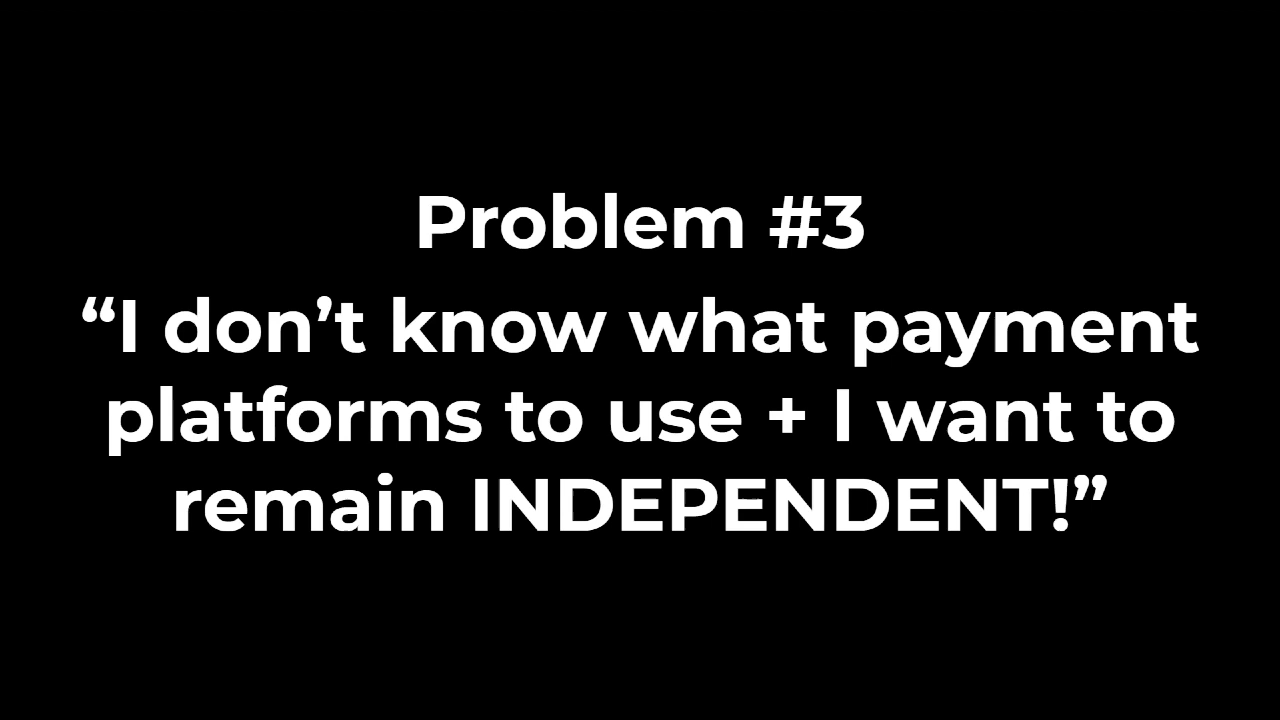 Problem #3
“I don’t know what payment
platforms to use + I want to
remain INDEPENDENT!”